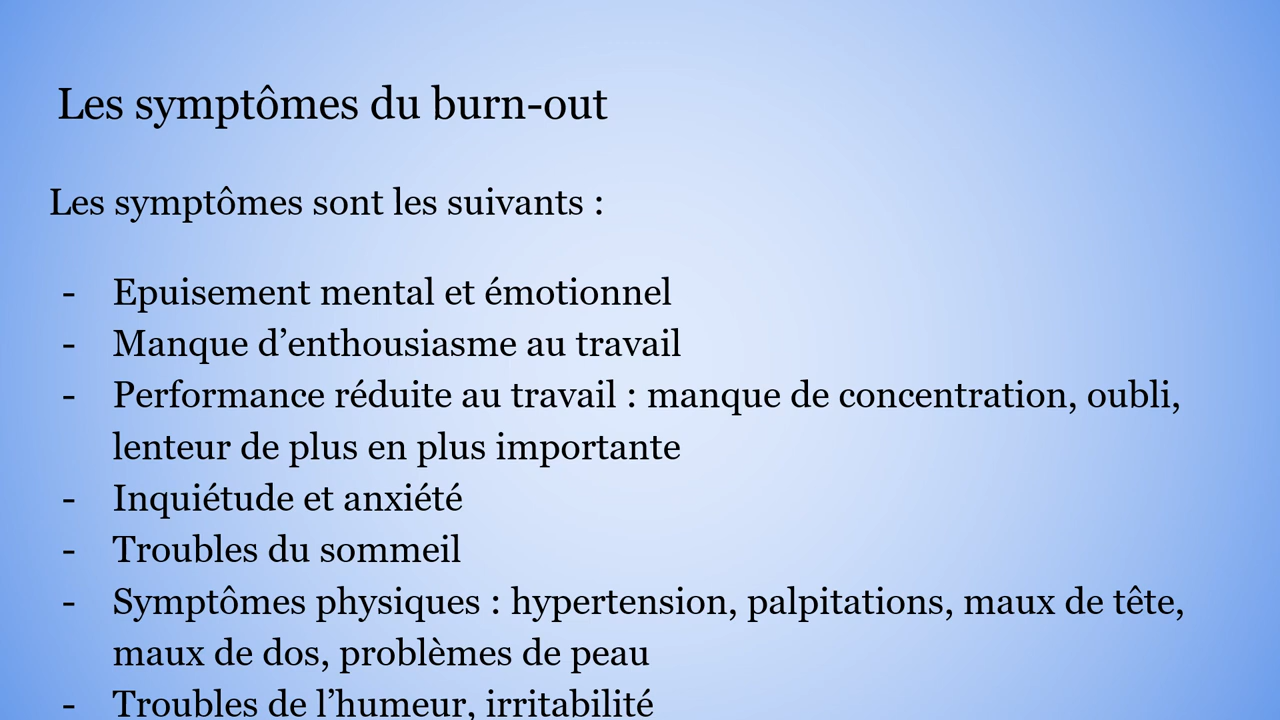 Les symptômes du burn-out
Les symptômes sont les suivants :
- Epuisement mental et émotionnel
- Manque d’enthousiasme au travail
- Performance réduite au travail : manque de concentration, oubli,
lenteur de plus en plus importante
- Inquiétude et anxiété
- Troubles du sommeil
- Symptômes physiques : hypertension, palpitations, maux de tête,
maux de dos, problèmes de peau
- Troubles de l’humeur, irritabilité